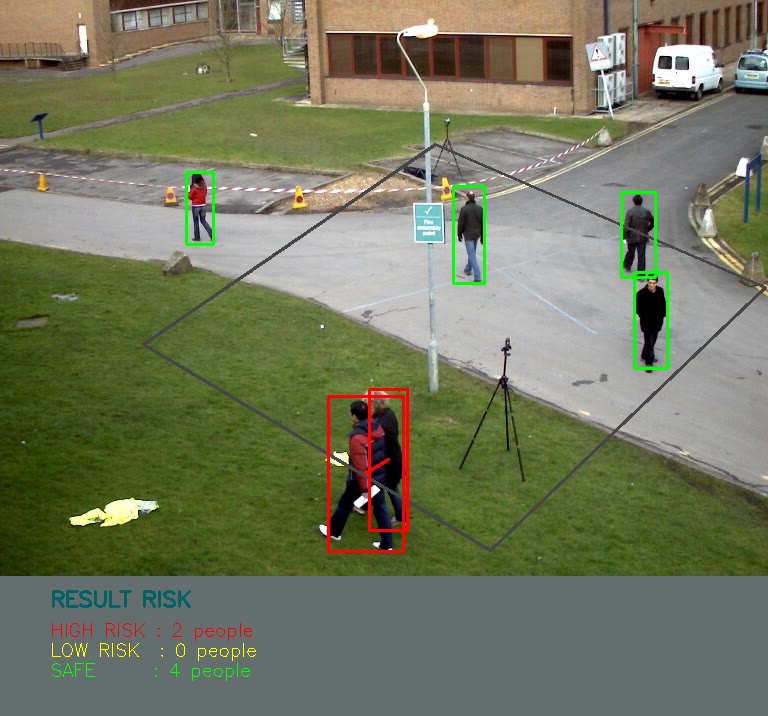 RESULT RISK
HIGH RISK : 2 people
LOW RISK : 0 people
SAFE : 4 people